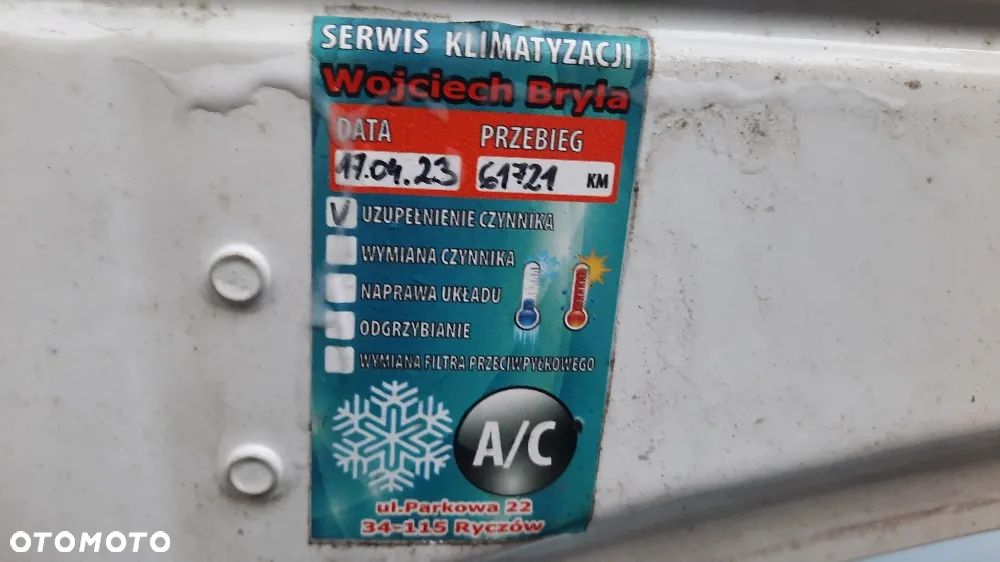 SERWIS KLIMATYZACJI
Wojciech Bryła
DATA PRZEBIEG
17.04.23 61721 KM
V UZUPEŁNIENIE CZYNNIKA
WYMIANA CZYNNIKA
NAPRAWA UKŁADU
ODGRZYBIANIE
WYMIANA FILTRA PRZECIWPYŁKOWEGO
A/C
ul.Parkowa 22
34-115 Ryczów
OTOMOTO